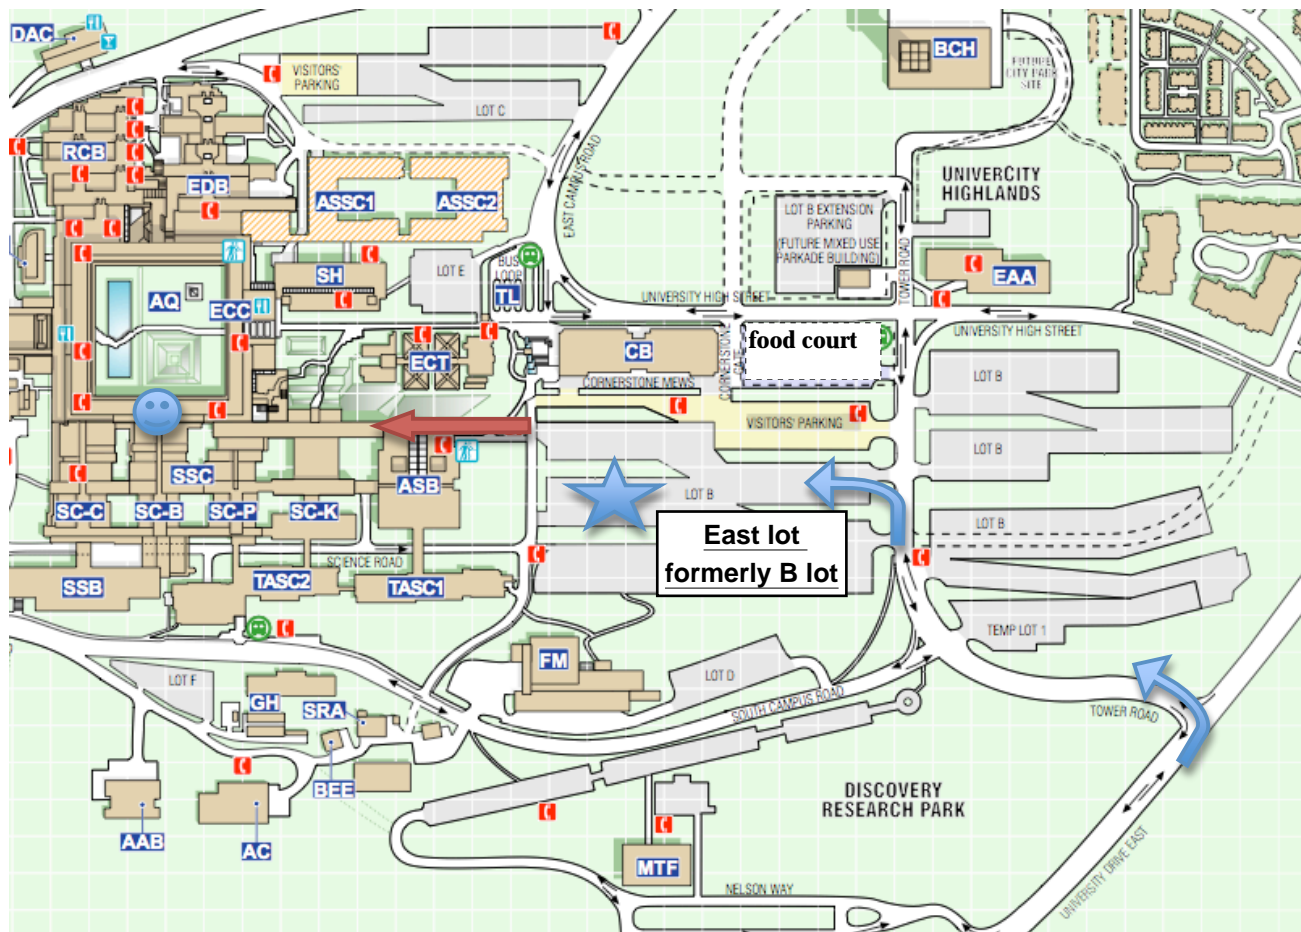 DAC
BCH
VISITORS'
PARKING
FUTURE
CITY PARK
SITE
LOT C
RCB
EDB
EAST CAMPUS ROAD
UNIVERCITY
HIGHLANDS
ASSC1
ASSC2
LOT B EXTENSION
PARKING
(FUTURE MIXED USE
PARKADE BUILDING)
TOWER ROAD
BUS
LOOP
LOT E
SH
TL
EAA
AQ
ECC
UNIVERSITY HIGH STREET
UNIVERSITY HIGH STREET
ECT
CB
CORNERSTONE
GATE
food court
CORNERSTONE MEWS
LOT B
VISITORS' PARKING
LOT B
SSC
ASB
LOT B
SC-C
SC-B
SC-P
SC-K
LOT B
East lot
formerly B lot
SCIENCE ROAD
SSB
TASC2
TASC1
TEMP LOT 1
FM
LOT D
LOT F
GH
SRA
SOUTH CAMPUS ROAD
TOWER ROAD
BEE
DISCOVERY
RESEARCH PARK
AAB
AC
MTF
UNIVERSITY DRIVE EAST
NELSON WAY